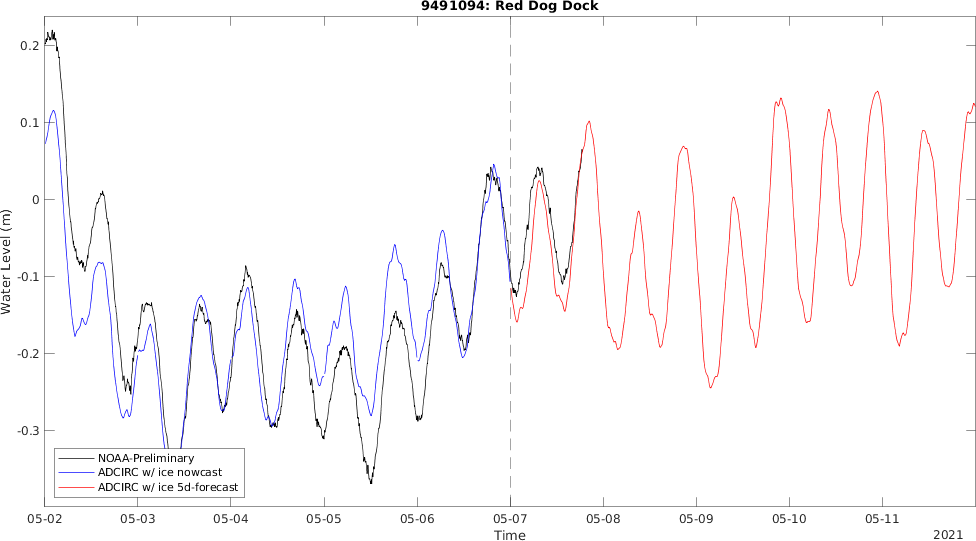 9491094: Red Dog Dock
0.2
0.1
0
-0.1
-0.2
-0.3
Water Level (m)
NOAA-Preliminary
ADCIRC w/ ice nowcast
ADCIRC w/ ice 5d-forecast
05-02 05-03 05-04 05-05 05-06 05-07 05-08 05-09 05-10 05-11
Time
2021